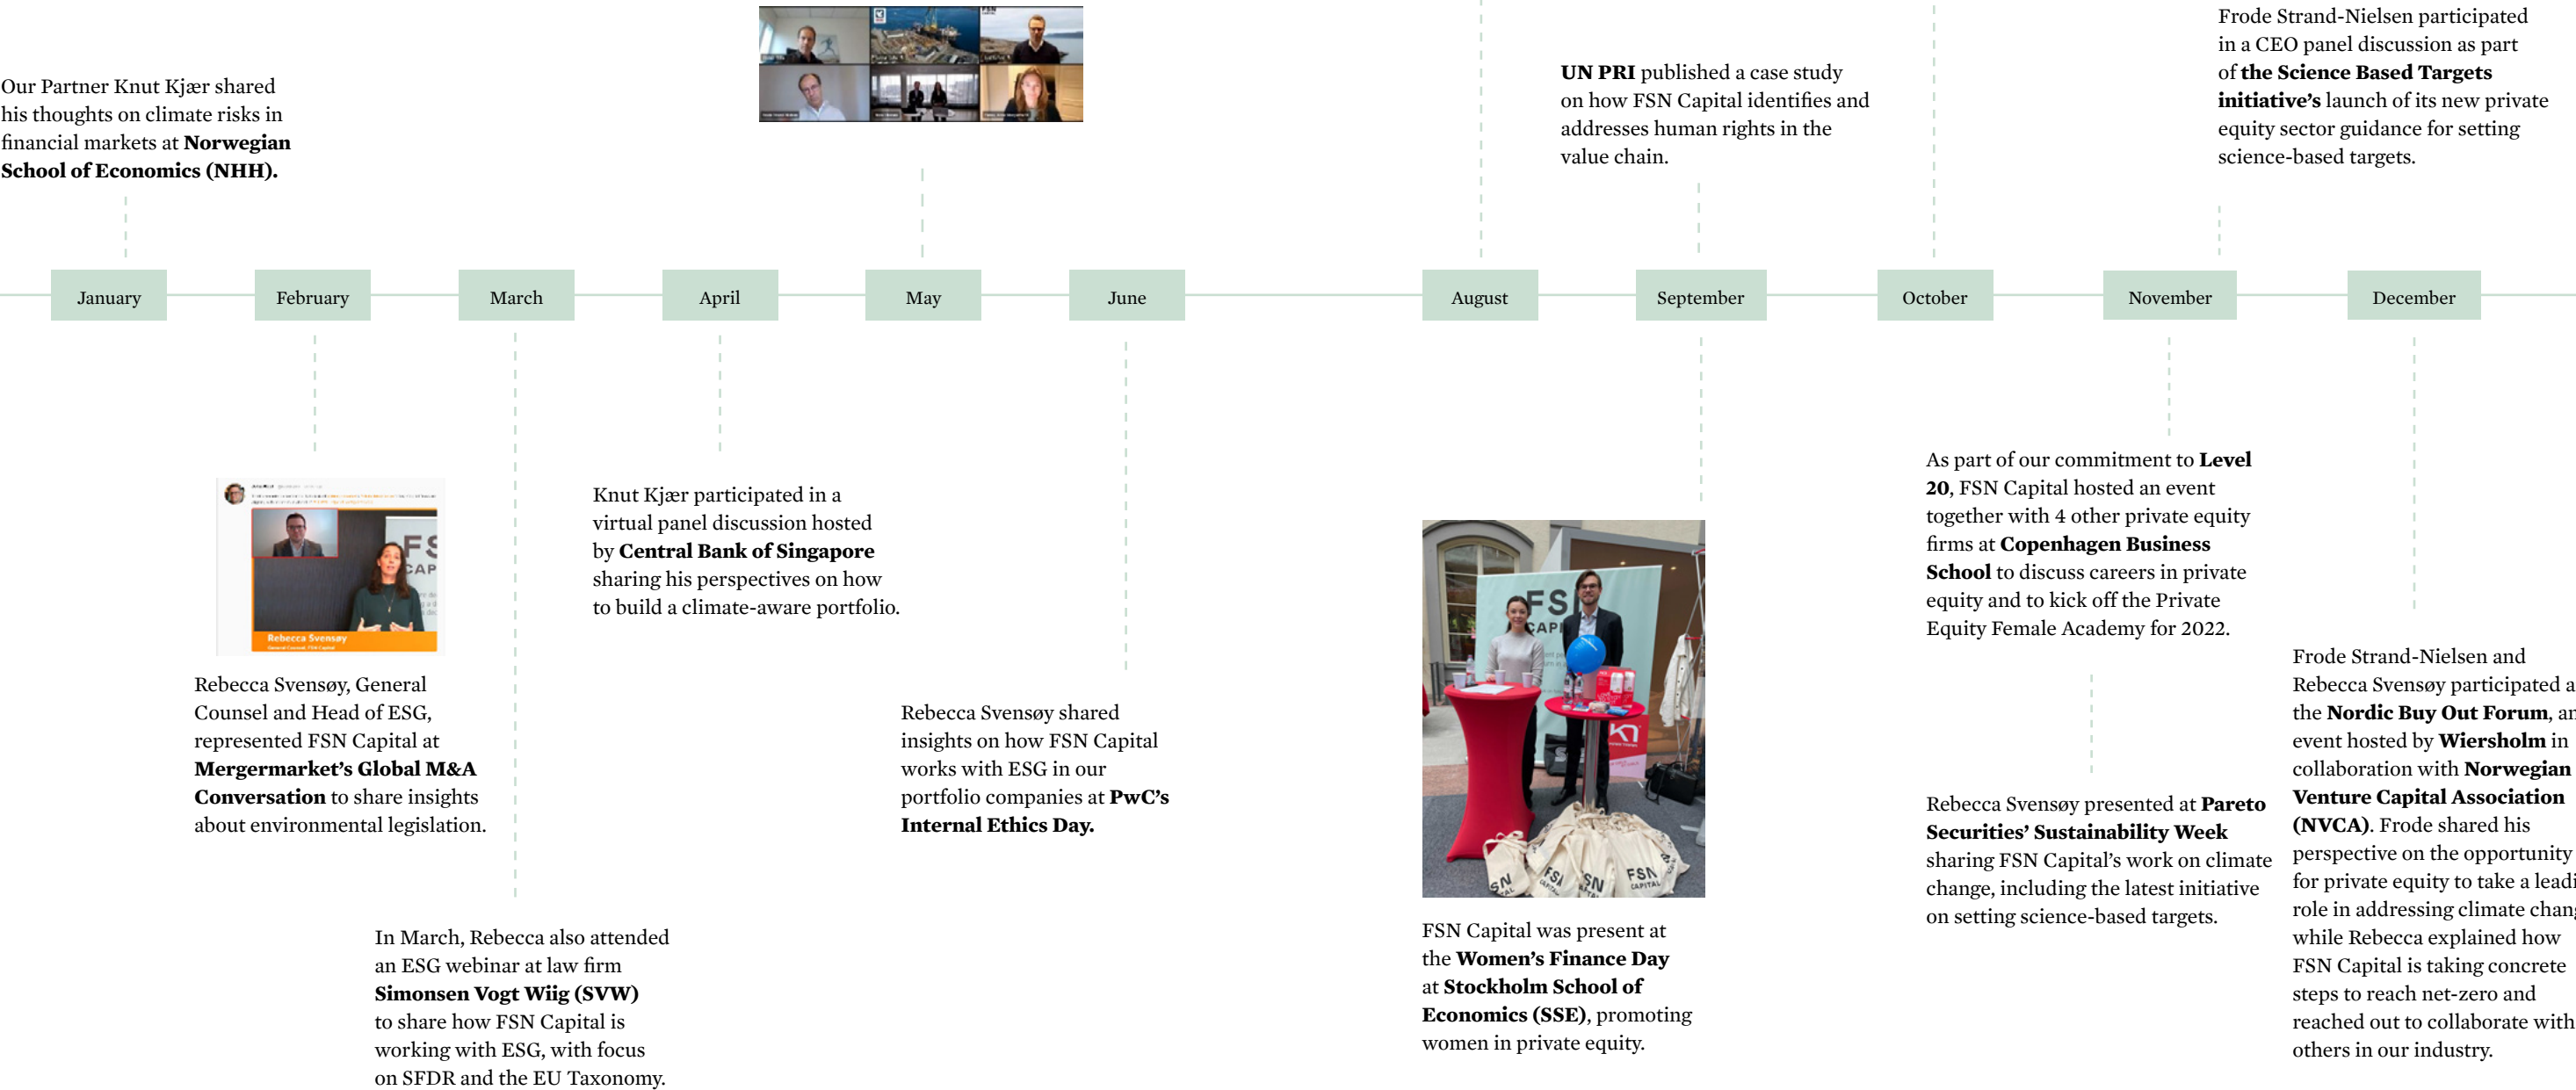 Our Partner Knut Kjær shared
his thoughts on climate risks in
financial markets at Norwegian
School of Economics (NHH).
UN PRI published a case study
on how FSN Capital identifies and
addresses human rights in the
value chain.
Frode Strand-Nielsen participated
in a CEO panel discussion as part
of the Science Based Targets
initiative's launch of its new private
equity sector guidance for setting
science-based targets.
January
February
March
April
May
June
August
September
October
November
December
Rebecca Svensøy
General Counsel, FSN Capital
Rebecca Svensøy, General
Counsel and Head of ESG,
represented FSN Capital at
Mergermarket's Global M&A
Conversation to share insights
about environmental legislation.
In March, Rebecca also attended
an ESG webinar at law firm
Simonsen Vogt Wiig (SVW)
to share how FSN Capital is
working with ESG, with focus
on SFDR and the EU Taxonomy.
Knut Kjær participated in a
virtual panel discussion hosted
by Central Bank of Singapore
sharing his perspectives on how
to build a climate-aware portfolio.
Rebecca Svensøy shared
insights on how FSN Capital
works with ESG in our
portfolio companies at PwC's
Internal Ethics Day.
FSN
CAPITAL
FSN Capital was present at
the Women's Finance Day
at Stockholm School of
Economics (SSE), promoting
women in private equity.
As part of our commitment to Level
20, FSN Capital hosted an event
together with 4 other private equity
firms at Copenhagen Business
School to discuss careers in private
equity and to kick off the Private
Equity Female Academy for 2022.
Rebecca Svensøy presented at Pareto
Securities' Sustainability Week
sharing FSN Capital's work on climate
change, including the latest initiative
on setting science-based targets.
Frode Strand-Nielsen and
Rebecca Svensøy participated a
the Nordic Buy Out Forum, an
event hosted by Wiersholm in
collaboration with Norwegian
Venture Capital Association
(NVCA). Frode shared his
perspective on the opportunity
for private equity to take a leadi
role in addressing climate chan
while Rebecca explained how
FSN Capital is taking concrete
steps to reach net-zero and
reached out to collaborate with
others in our industry.